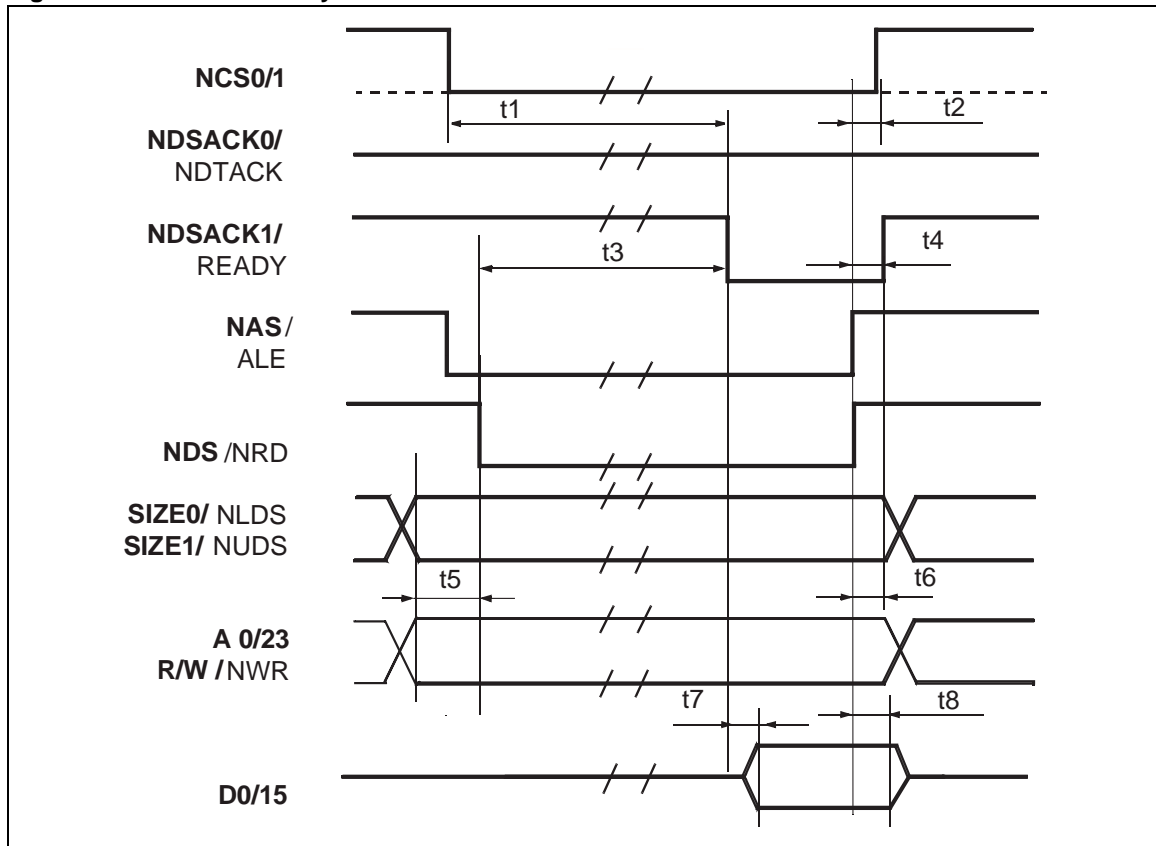 NCS0/1
t1
t2
NDSACK0/
NDTACK
NDSACK1/
READY
t3
t4
NAS/
ALE
NDS /NRD
SIZE0/ NLDS
SIZE1/ NUDS
t5
t6
A 0/23
R/W /NWR
t7
t8
D0/15